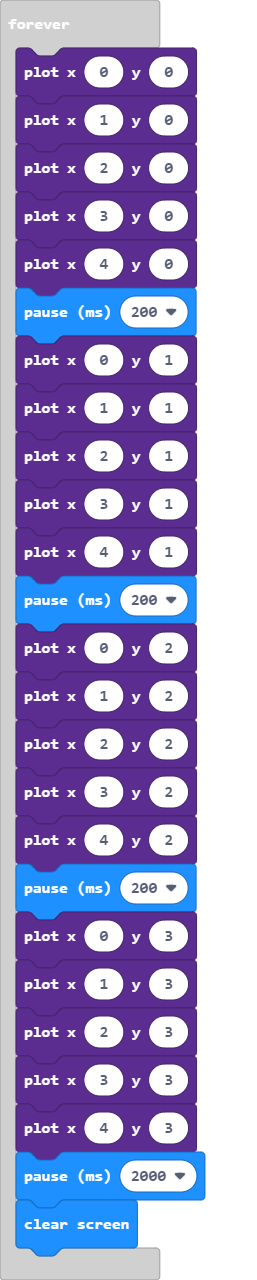 forever
plot x 0 y 0
plot x 1 y 0
plot x 2 y 0
plot x 3 y 0
plot x 4 y 0
pause (ms) 200
plot x 0 y 1
plot x 1 y 1
plot x 2 y 1
plot x 3 y 1
plot x 4 y 1
pause (ms) 200
plot x 0 y 2
plot x 1 y 2
plot x 2 y 2
plot x 3 y 2
plot x 4 y 2
pause (ms) 200
plot x 0 y 3
plot x 1 y 3
plot x 2 y 3
plot x 3 y 3
plot x 4 y 3
pause (ms) 2000
clear screen